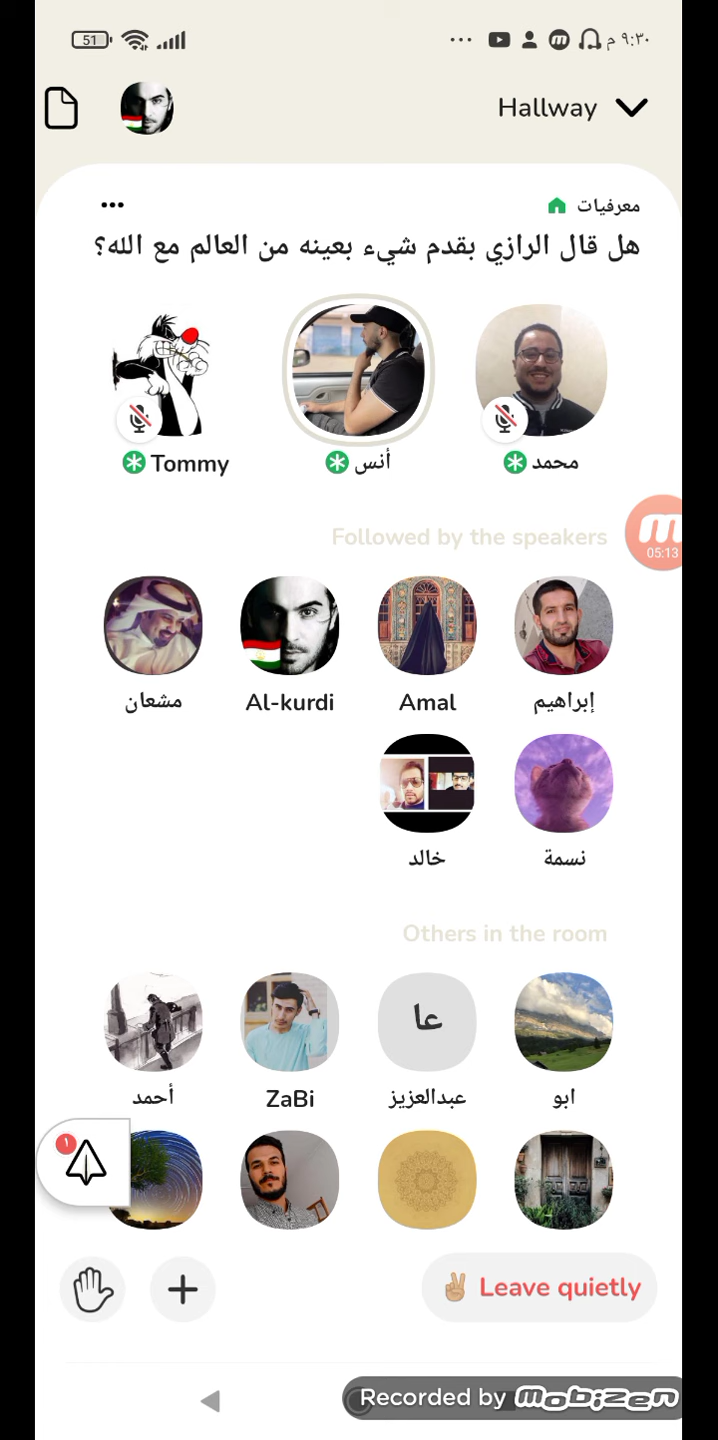 51
م ٩:٣٠
Hallway
معرفيات
هل قال الرازي بقدم شيء بعينه من العالم مع الله؟
محمد
أنس
Tommy
05:13
Followed by the speakers
إبراهيم
Amal
Al-kurdi
مشعان
نسمة
خالد
Others in the room
عا
ابو
عبدالعزيز
ZaBi
أحمد
١
Leave quietly
Recorded by mobizen